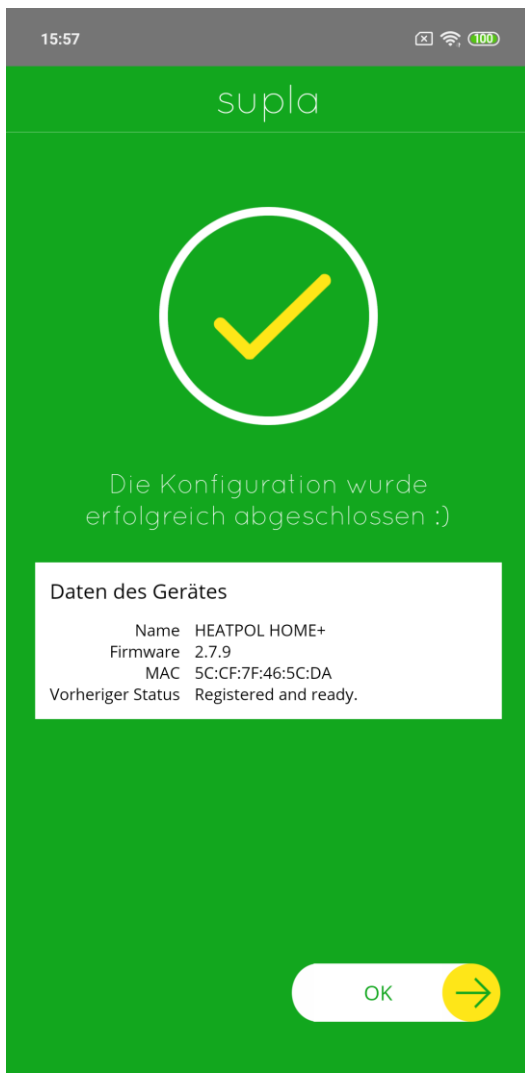 15:57
100
supla
Die Konfiguration wurde
erfolgreich abgeschlossen :)
Daten des Gerätes
Name HEATPOL HOME+
Firmware 2.7.9
MAC 5C:CF:7F:46:5C:DA
Vorheriger Status Registered and ready.
OK